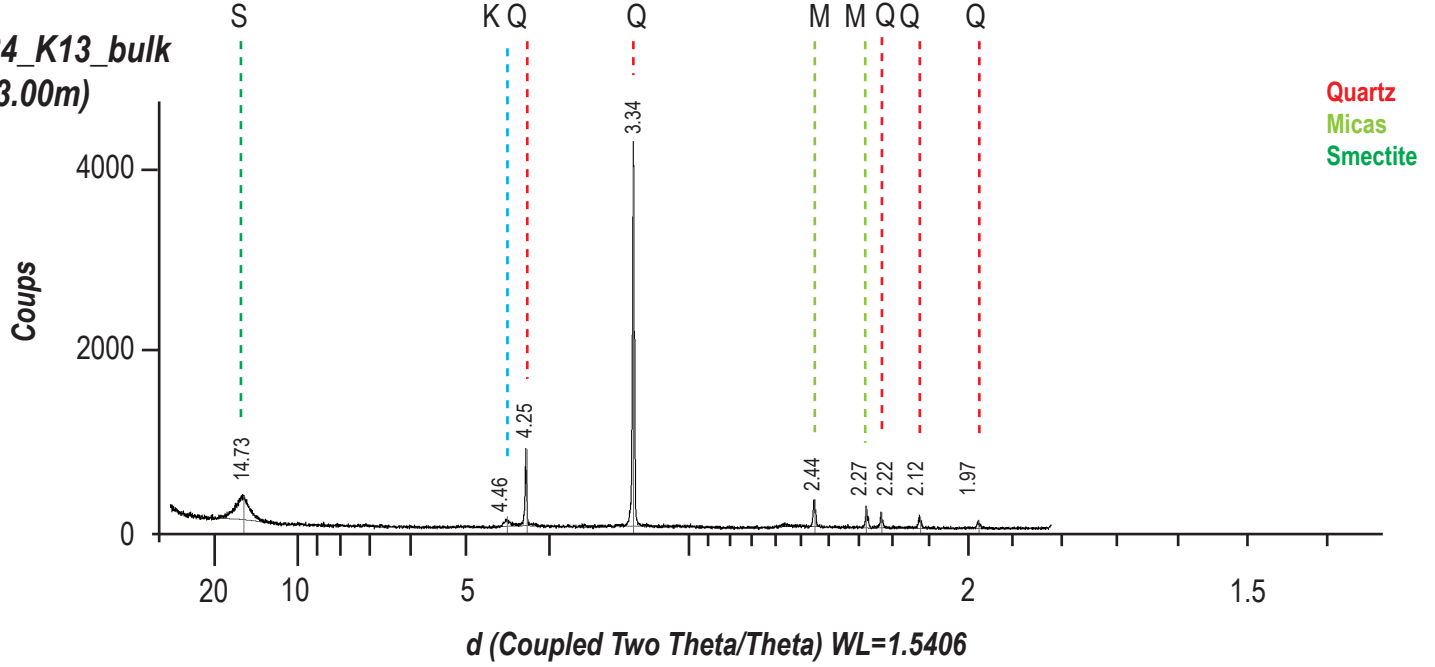 S K Q Q M M Q Q Q
4_K13_bulk
3.00m)
Quartz
Micas
Smectite
4000
2000
0
Coups
14.73
4.46
4.25
3.34
2.44
2.27
2.22
2.12
1.97
20 10 5 2 1.5
d (Coupled Two Theta/Theta) WL=1.5406